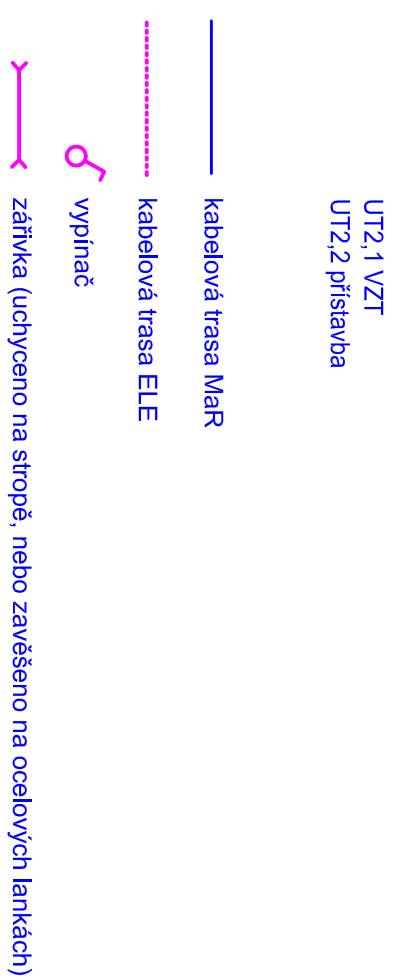 UT2,1 VZT
UT2,2 přístavba
kabelová trasa MaR
kabelová trasa ELE
vypínač
zářivka (uchyceno na stropě, nebo zavěšeno na ocelových lankách)